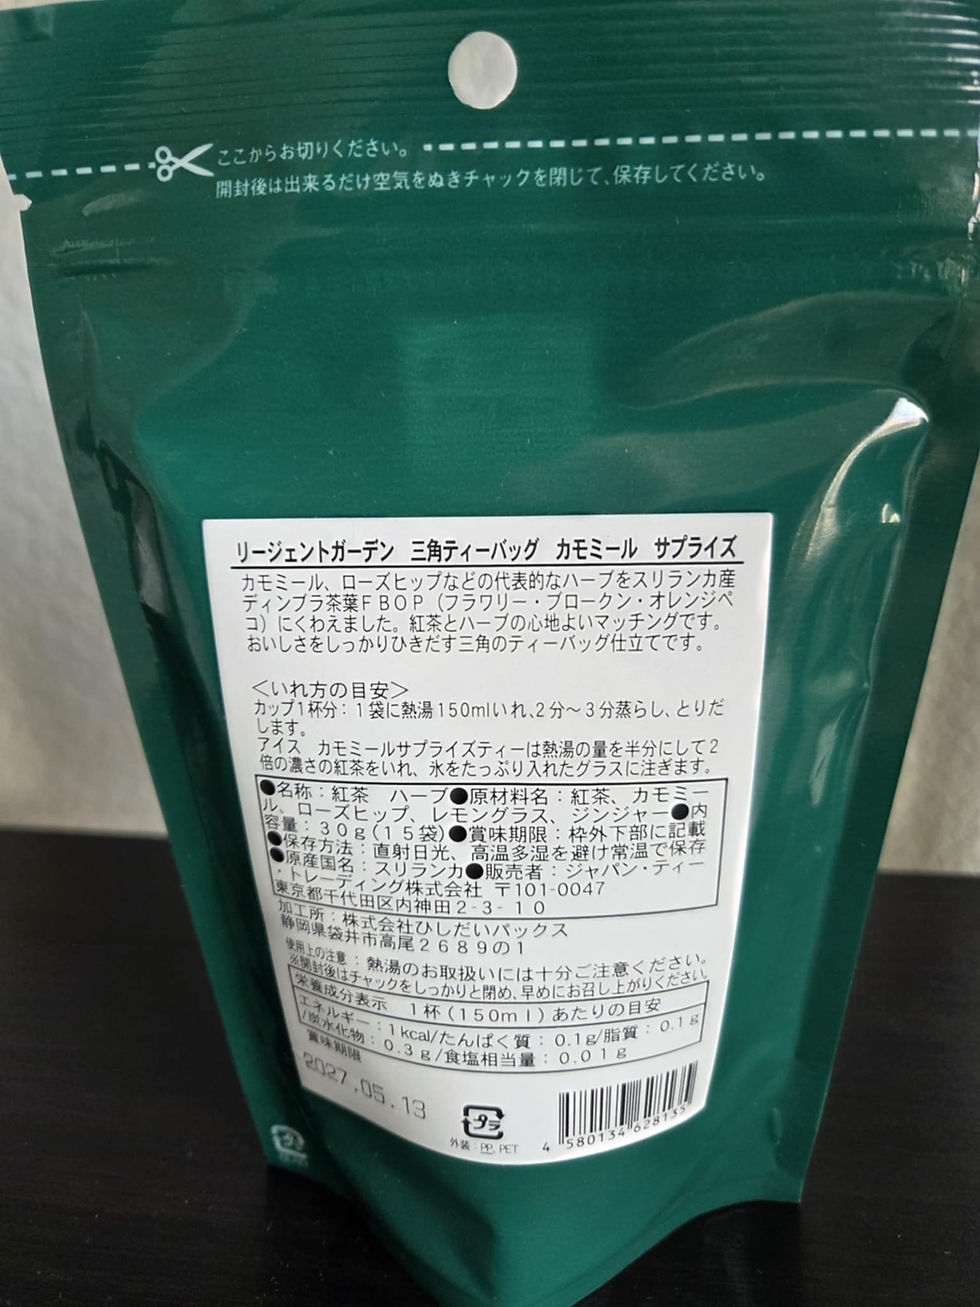 ここからお切りください。
開封後は出来るだけ空気をぬきチャックを閉じて、保存してください。
リージェントガーデン 三角ティーバッグ カモミール サプライズ
カモミール、ローズヒップなどの代表的なハーブをスリランカ産
ディンブラ茶葉FBOP（フラワリー・ブロークン・オレンジペ
コ）にくわえました。紅茶とハーブの心地よいマッチングです。
おいしさをしっかりひきだす三角のティーバッグ仕立てです。
＜いれ方の目安＞
カップ1杯分：1袋に熱湯150mlいれ、2分～3分蒸らし、とりだ
します。
アイス カモミールサプライズティーは熱湯の量を半分にして2
倍の濃さの紅茶をいれ、氷をたっぷり入れたグラスに注ぎます。
●名称：紅茶 ハーブ●原材料名：紅茶、カモミー
ル、ローズヒップ、レモングラス、ジンジャー●内
容量：30g(15袋)●賞味期限：枠外下部に記載
●保存方法：直射日光、高温多湿を避け常温で保存
●原産国名：スリランカ●販売者：ジャパン・ティー
・トレーディング株式会社 〒101-0047
東京都千代田区内神田2-3-10
加工所：株式会社ひしだいパックス
静岡県袋井市高尾2689の1
使用上の注意：熱湯のお取扱いには十分ご注意ください。
※開封後はチャックをしっかりと閉め、早めにお召し上がりください。
栄養成分表示 1杯(150ml)あたりの目安
エネルギー：1kcal/たんぱく質：0.1g/脂質：0.1g
/炭水化物：0.3g/食塩相当量：0.01g
賞味期限
2027.05.13
プラ
外装：PP, PET
4 580134 628135